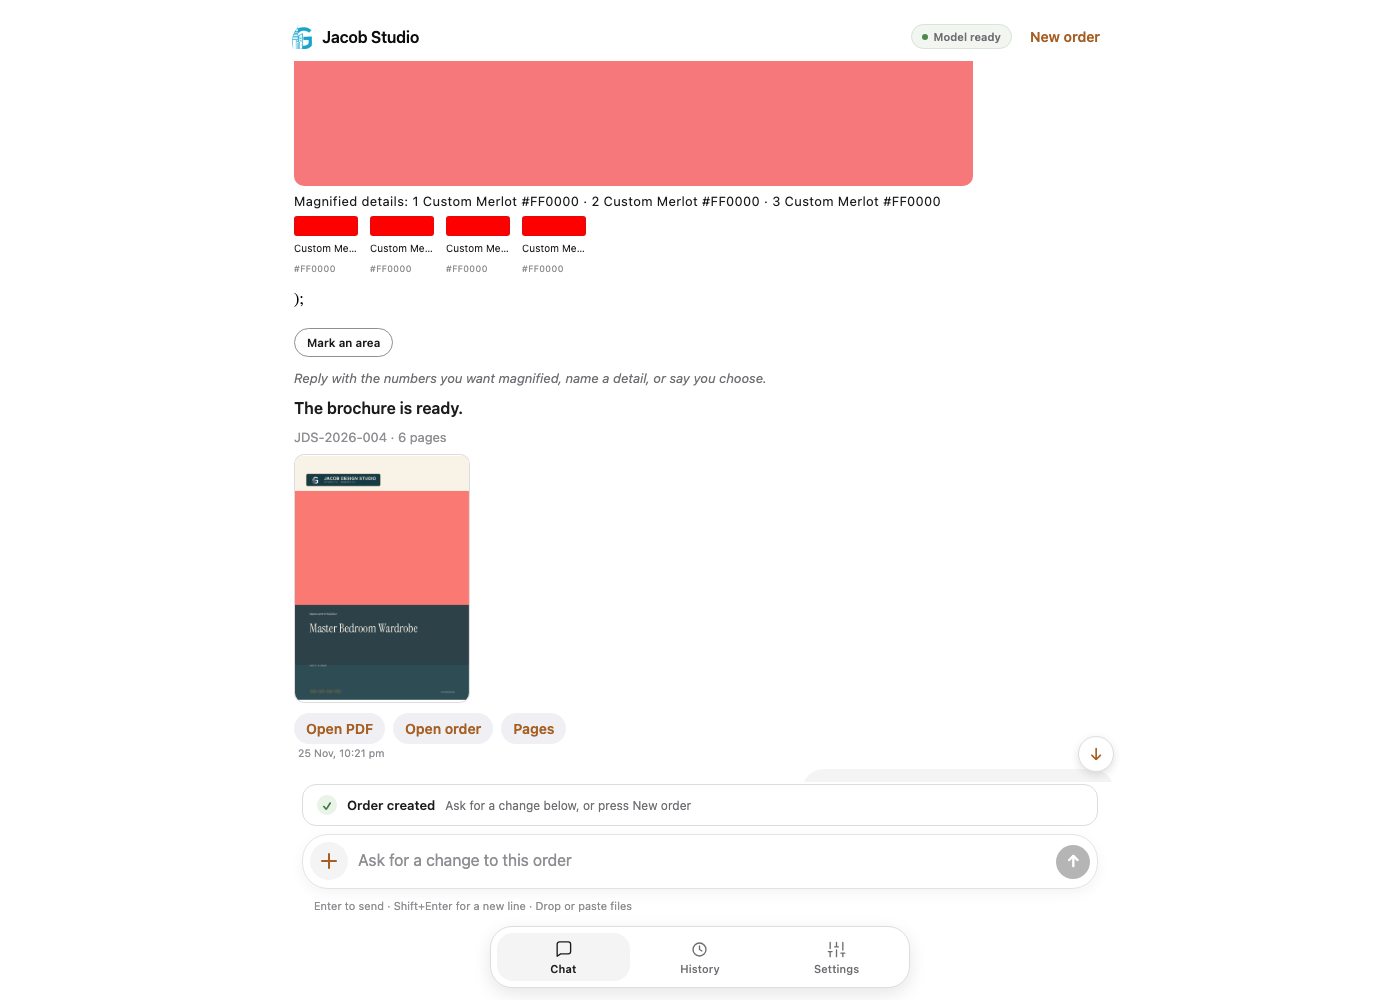 Jacob Studio
Model ready
New order
Magnified details: 1 Custom Merlot #FF0000 · 2 Custom Merlot #FF0000 · 3 Custom Merlot #FF0000
Custom Me... Custom Me... Custom Me... Custom Me...
#FF0000 #FF0000 #FF0000 #FF0000
);
Mark an area
Reply with the numbers you want magnified, name a detail, or say you choose.
The brochure is ready.
JDS-2026-004 · 6 pages
JACOB DESIGN STUDIO
Master Bedroom Wardrobe
Open PDF Open order Pages
25 Nov, 10:21 pm
Order created Ask for a change below, or press New order
Ask for a change to this order
Enter to send · Shift+Enter for a new line · Drop or paste files
Chat History Settings